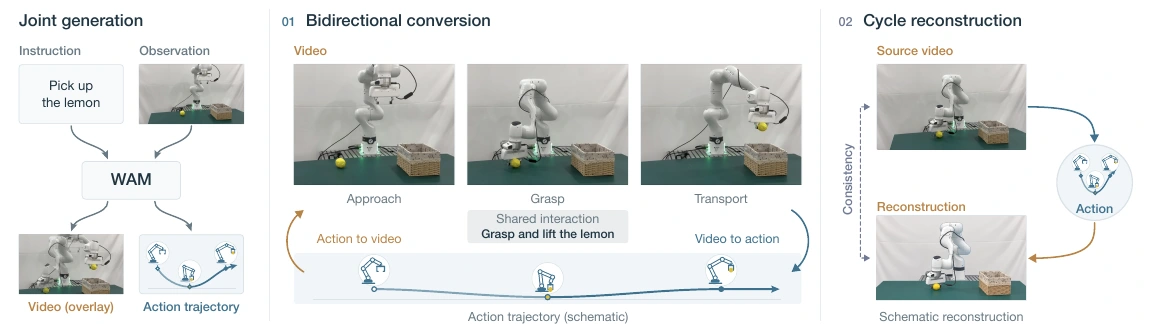 Joint generation
Instruction
Observation
Pick up
the lemon
WAM
Video (overlay)
Action trajectory
01 Bidirectional conversion
Video
Approach
Grasp
Transport
Shared interaction
Grasp and lift the lemon
Action to video
Video to action
Action trajectory (schematic)
02 Cycle reconstruction
Source video
Consistency
Action
Reconstruction
Schematic reconstruction